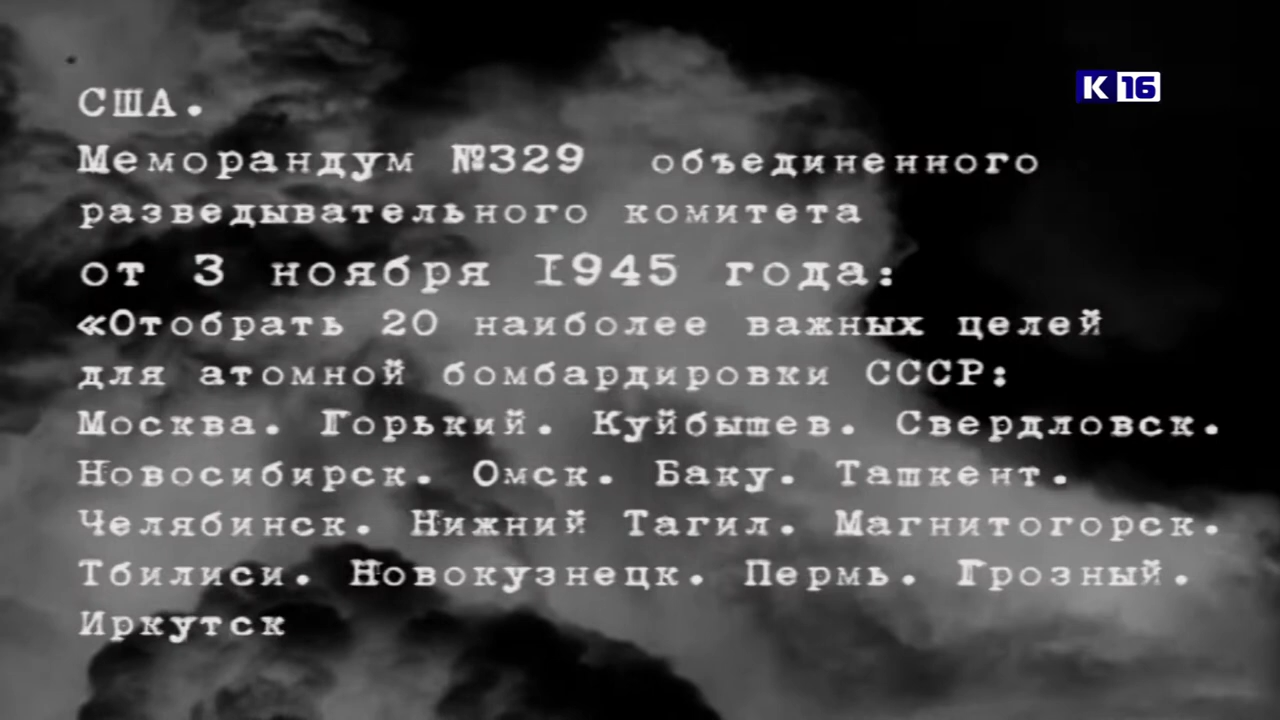 К 16
США.
Меморандум №329 объединенного
разведывательного комитета
от 3 ноября 1945 года:
«Отобрать 20 наиболее важных целей
для атомной бомбардировки СССР:
Москва. Горький. Куйбышев. Свердловск.
Новосибирск. Омск. Баку. Ташкент.
Челябинск. Нижний Тагил. Магнитогорск.
Тбилиси. Новокузнецк. Пермь. Грозный.
Иркутск